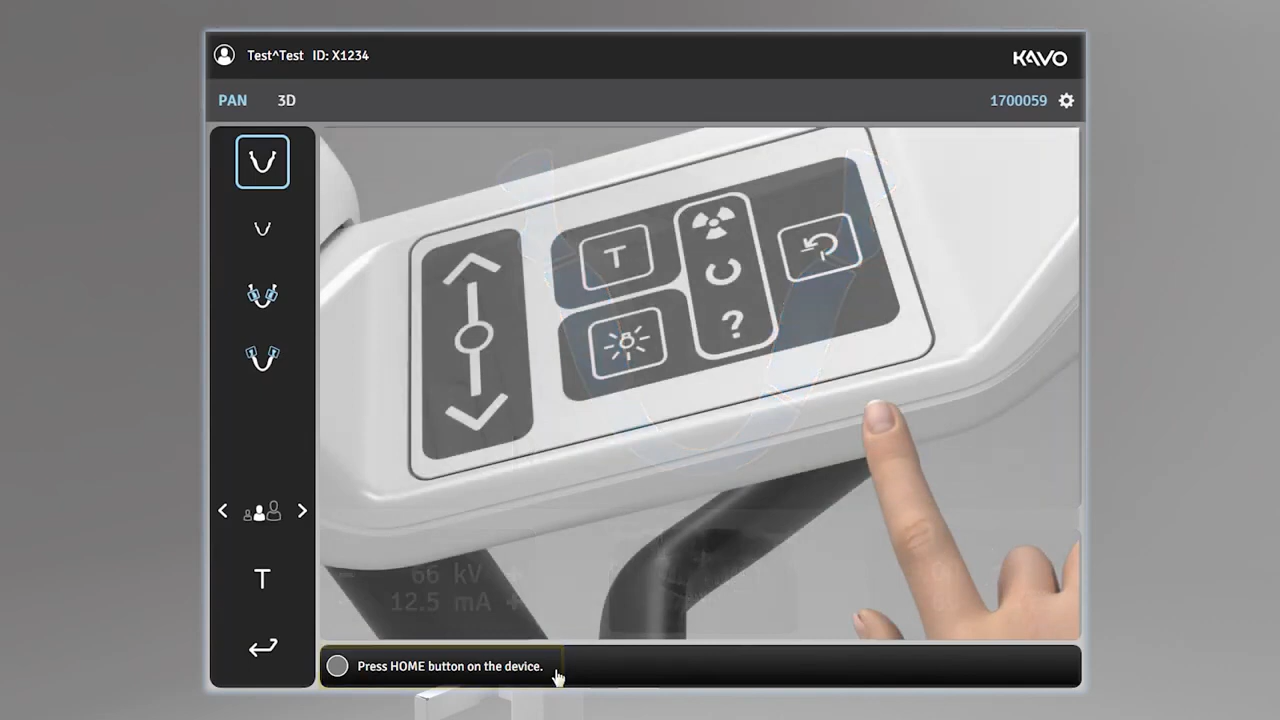 Test^Test ID: X1234
KAVO
PAN 3D
1700059
T
?
66 kV
12.5 mA
T
Press HOME button on the device.